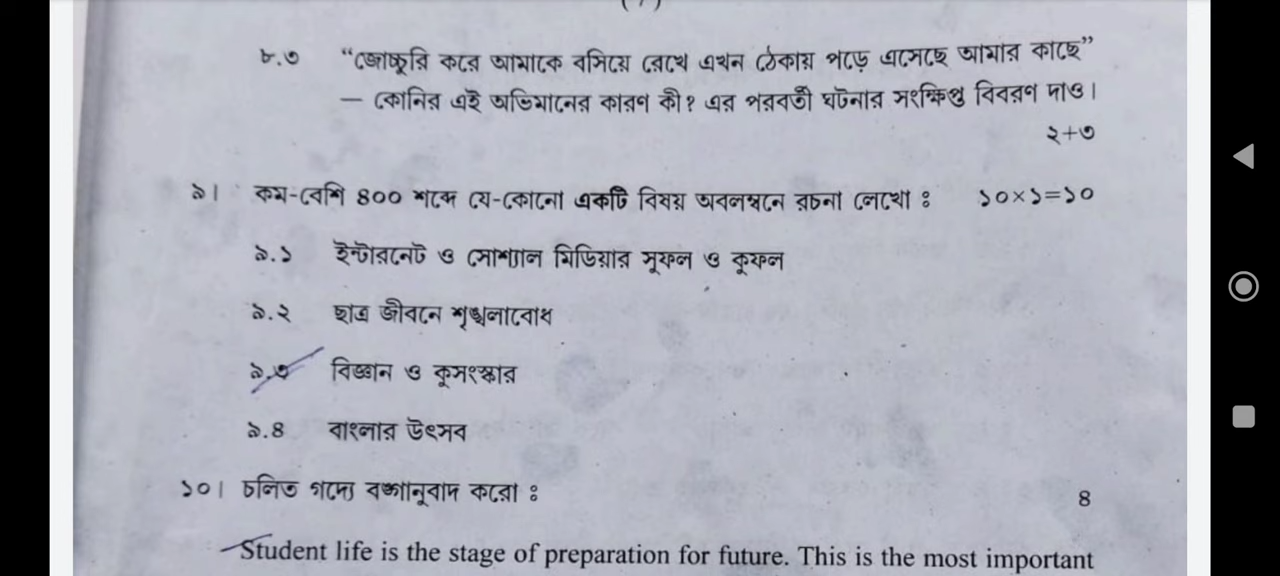 ৮.৩ “জোচ্চুরি করে আমাকে বসিয়ে রেখে এখন ঠেকায় পড়ে এসেছে আমার কাছে”
— কোনির এই অভিমানের কারণ কী? এর পরবর্তী ঘটনার সংক্ষিপ্ত বিবরণ দাও।
২+৩
৯। কম-বেশি ৪০০ শব্দে যে-কোনো একটি বিষয় অবলম্বনে রচনা লেখো : ১০×১=১০
৯.১ ইন্টারনেট ও সোশ্যাল মিডিয়ার সুফল ও কুফল
৯.২ ছাত্র জীবনে শৃঙ্খলাবোধ
৯.৩ বিজ্ঞান ও কুসংস্কার
৯.৪ বাংলার উৎসব
১০। চলিত গদ্যে বঙ্গানুবাদ করো : ৪
Student life is the stage of preparation for future. This is the most important